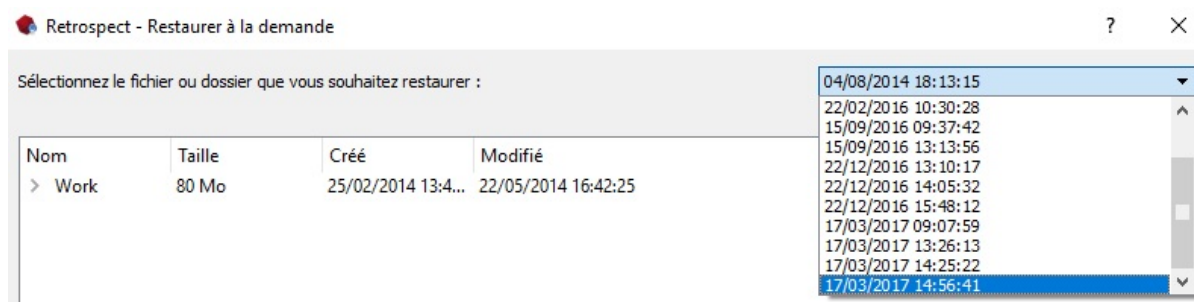 Retrospect - Restaurer à la demande
Sélectionnez le fichier ou dossier que vous souhaitez restaurer :
04/08/2014 18:13:15
22/02/2016 10:30:28
15/09/2016 09:37:42
15/09/2016 13:13:56
22/12/2016 13:10:17
22/12/2016 14:05:32
22/12/2016 15:48:12
17/03/2017 09:07:59
17/03/2017 13:26:13
17/03/2017 14:25:22
17/03/2017 14:56:41
Nom Taille Créé Modifié
Work 80 Mo 25/02/2014 13:4... 22/05/2014 16:42:25